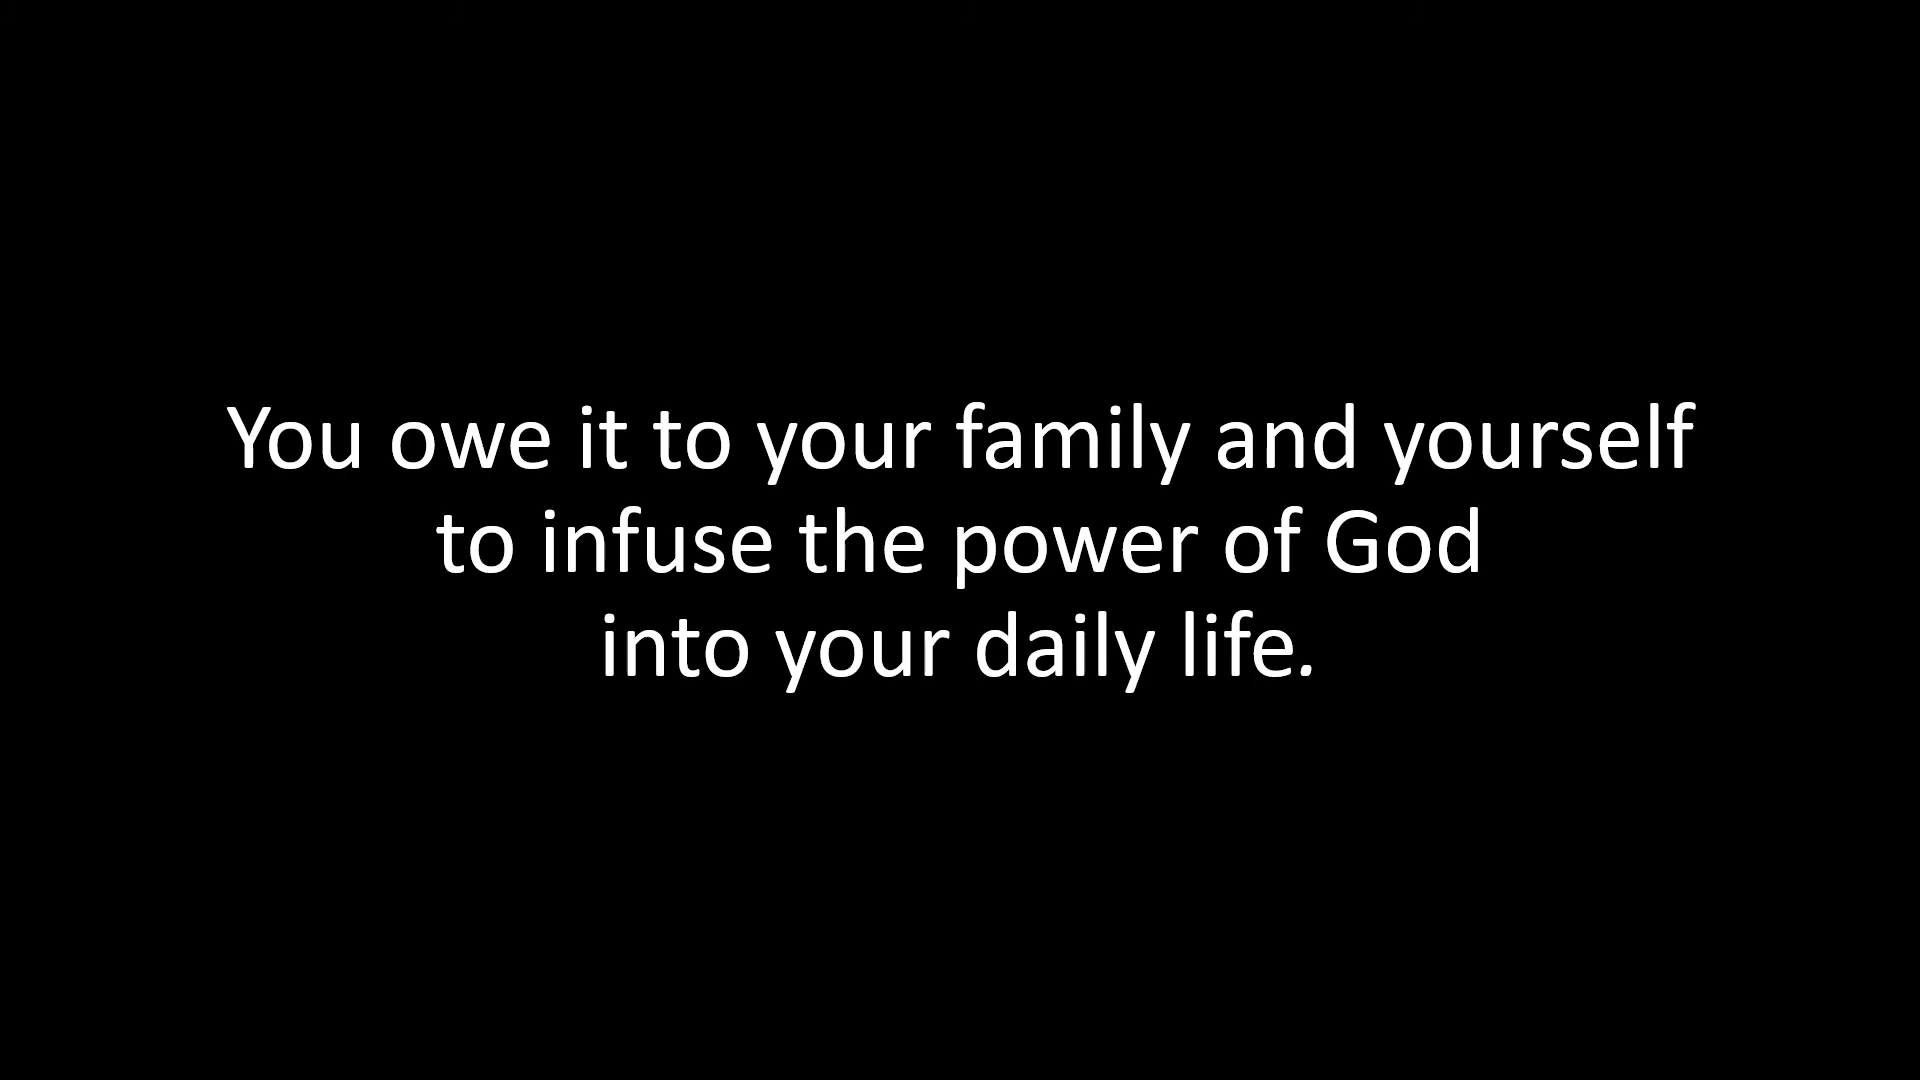 You owe it to your family and yourself
to infuse the power of God
into your daily life.